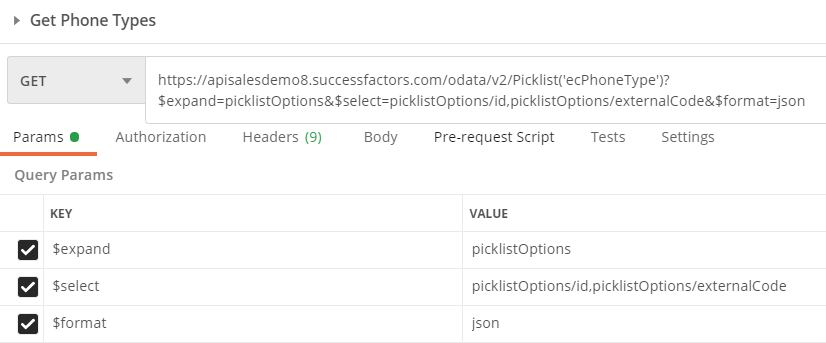 Get Phone Types
GET
https://apisalesdemo8.successfactors.com/odata/v2/Picklist('ecPhoneType')?
$expand=picklistOptions&$select=picklistOptions/id,picklistOptions/externalCode&$format=json
Params Authorization Headers (9) Body Pre-request Script Tests Settings
Query Params
KEY VALUE
$expand picklistOptions
$select picklistOptions/id,picklistOptions/externalCode
$format json